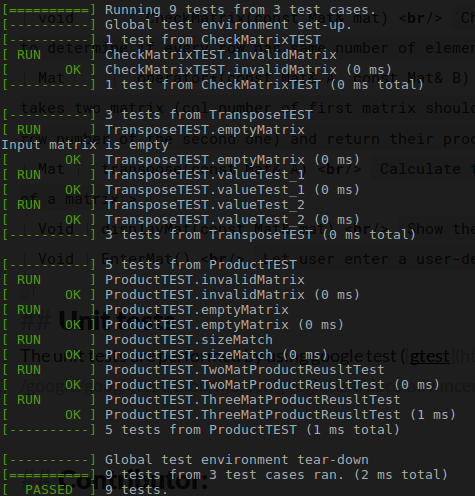 [==========] Running 9 tests from 3 test cases.
[----------] Global test environment set-up.
[----------] 1 test from CheckMatrixTEST
[ RUN      ] CheckMatrixTEST.invalidMatrix
[       OK ] CheckMatrixTEST.invalidMatrix (0 ms)
[----------] 1 test from CheckMatrixTEST (0 ms total)

[----------] 3 tests from TransposeTEST
[ RUN      ] TransposeTEST.emptyMatrix
Input matrix is empty
[       OK ] TransposeTEST.emptyMatrix (0 ms)
[ RUN      ] TransposeTEST.valueTest_1
[       OK ] TransposeTEST.valueTest_1 (0 ms)
[ RUN      ] TransposeTEST.valueTest_2
[       OK ] TransposeTEST.valueTest_2 (0 ms)
[----------] 3 tests from TransposeTEST (0 ms total)

[----------] 5 tests from ProductTEST
[ RUN      ] ProductTEST.invalidMatrix
[       OK ] ProductTEST.invalidMatrix (0 ms)
[ RUN      ] ProductTEST.emptyMatrix
[       OK ] ProductTEST.emptyMatrix (0 ms)
[ RUN      ] ProductTEST.sizeMatch
[       OK ] ProductTEST.sizeMatch (0 ms)
[ RUN      ] ProductTEST.TwoMatProductReusltTest
[       OK ] ProductTEST.TwoMatProductReusltTest (0 ms)
[ RUN      ] ProductTEST.ThreeMatProductReusltTest
[       OK ] ProductTEST.ThreeMatProductReusltTest (1 ms)
[----------] 5 tests from ProductTEST (1 ms total)

[----------] Global test environment tear-down
[==========] 9 tests from 3 test cases ran. (2 ms total)
[  PASSED  ] 9 tests.